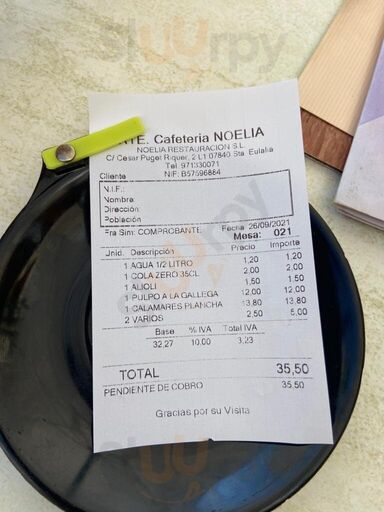 Sluurpy
RTE. Cafeteria NOELIA
NOELIA RESTAURACION S.L
C/ Cesar Puget Riquer, 2 L1 07840 Sta. Eulalia
Tel. 971330071
Cliente NIF: B57596884
N.I.F.:
Nombre:
Dirección:
Población
Fra Sim: COMPROBANTE Fecha 26/09/2021
Mesa: 021
Unid. Descripción Precio Importe
1 AGUA 1/2 LITRO 1,20 1,20
1 COLA ZERO 35CL 2,00 2,00
1 ALIOLI 1,50 1,50
1 PULPO A LA GALLEGA 12,00 12,00
1 CALAMARES PLANCHA 13,80 13,80
2 VARIOS 2,50 5,00
Base % IVA Total IVA
32,27 10,00 3,23
TOTAL 35,50
PENDIENTE DE COBRO 35,50
Gracias por su Visita